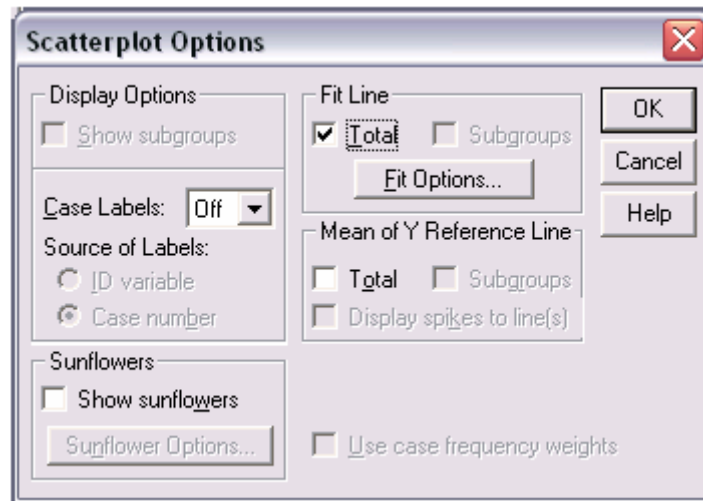 Scatterplot Options
Display Options
Show subgroups
Case Labels: Off
Source of Labels:
ID variable
Case number
Sunflowers
Show sunflowers
Sunflower Options...
Fit Line
Total Subgroups
Fit Options...
Mean of Y Reference Line
Total Subgroups
Display spikes to line(s)
Use case frequency weights
OK
Cancel
Help